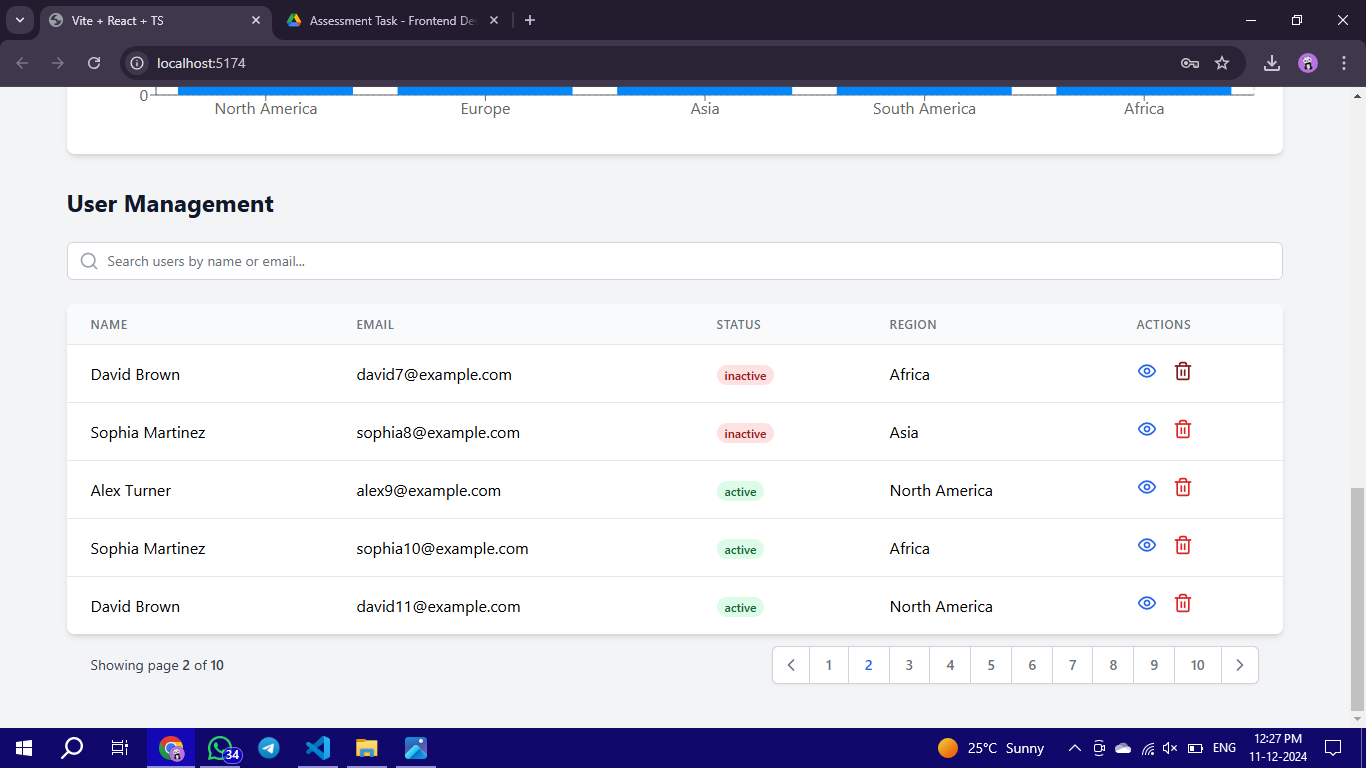 Vite + React + TS
Assessment Task - Frontend De
localhost:5174
0
North America Europe Asia South America Africa
User Management
Search users by name or email...
NAME EMAIL STATUS REGION ACTIONS
David Brown david7@example.com inactive Africa
Sophia Martinez sophia8@example.com inactive Asia
Alex Turner alex9@example.com active North America
Sophia Martinez sophia10@example.com active Africa
David Brown david11@example.com active North America
Showing page 2 of 10
1 2 3 4 5 6 7 8 9 10
34
25°C Sunny
ENG
12:27 PM
11-12-2024